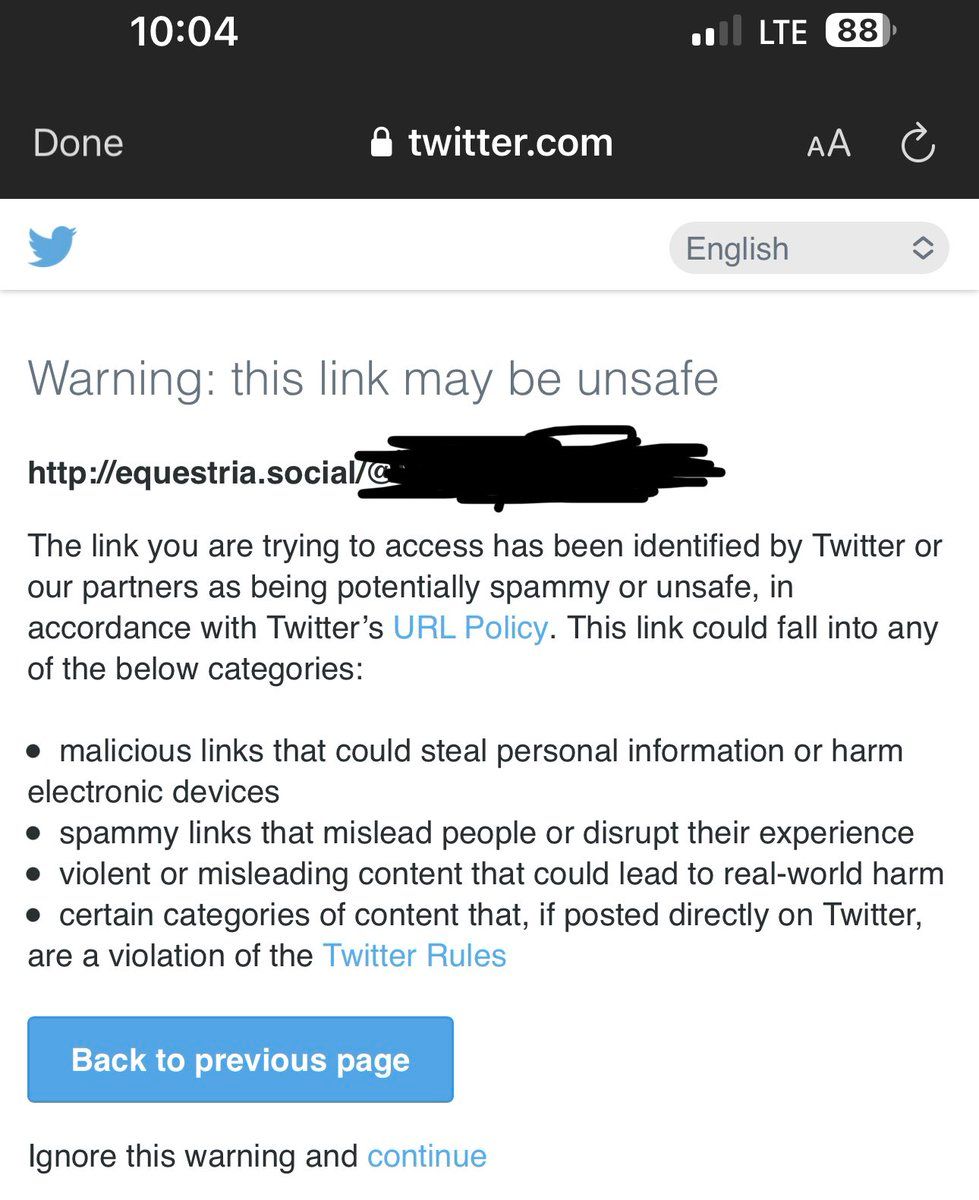 10:04 LTE 88
Done twitter.com AA
English
Warning: this link may be unsafe
http://equestria.social/@
The link you are trying to access has been identified by Twitter or
our partners as being potentially spammy or unsafe, in
accordance with Twitter’s URL Policy. This link could fall into any
of the below categories:
• malicious links that could steal personal information or harm
electronic devices
• spammy links that mislead people or disrupt their experience
• violent or misleading content that could lead to real-world harm
• certain categories of content that, if posted directly on Twitter,
are a violation of the Twitter Rules
Back to previous page
Ignore this warning and continue